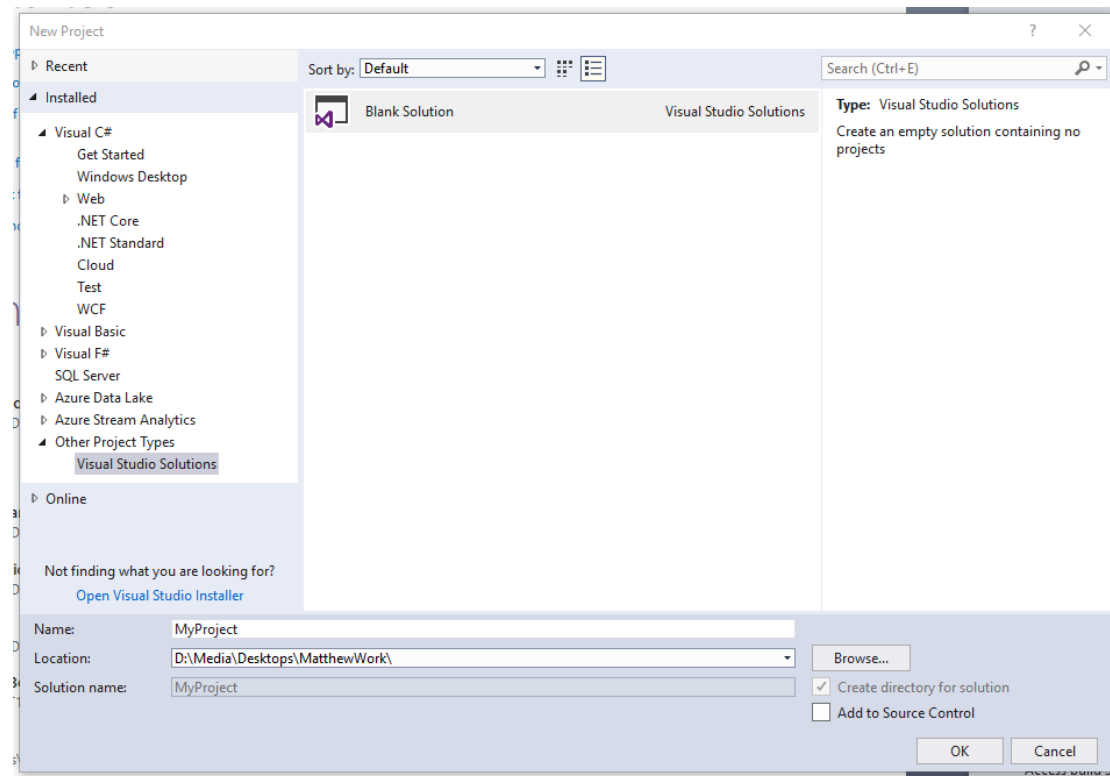 New Project
?
Recent
Installed
Visual C#
Get Started
Windows Desktop
Web
.NET Core
.NET Standard
Cloud
Test
WCF
Visual Basic
Visual F#
SQL Server
Azure Data Lake
Azure Stream Analytics
Other Project Types
Visual Studio Solutions
Online
Not finding what you are looking for?
Open Visual Studio Installer
Sort by: Default
Blank Solution Visual Studio Solutions
Search (Ctrl+E)
Type: Visual Studio Solutions
Create an empty solution containing no
projects
Name: MyProject
Location: D:\Media\Desktops\MatthewWork\
Browse...
Solution name: MyProject
Create directory for solution
Add to Source Control
OK Cancel